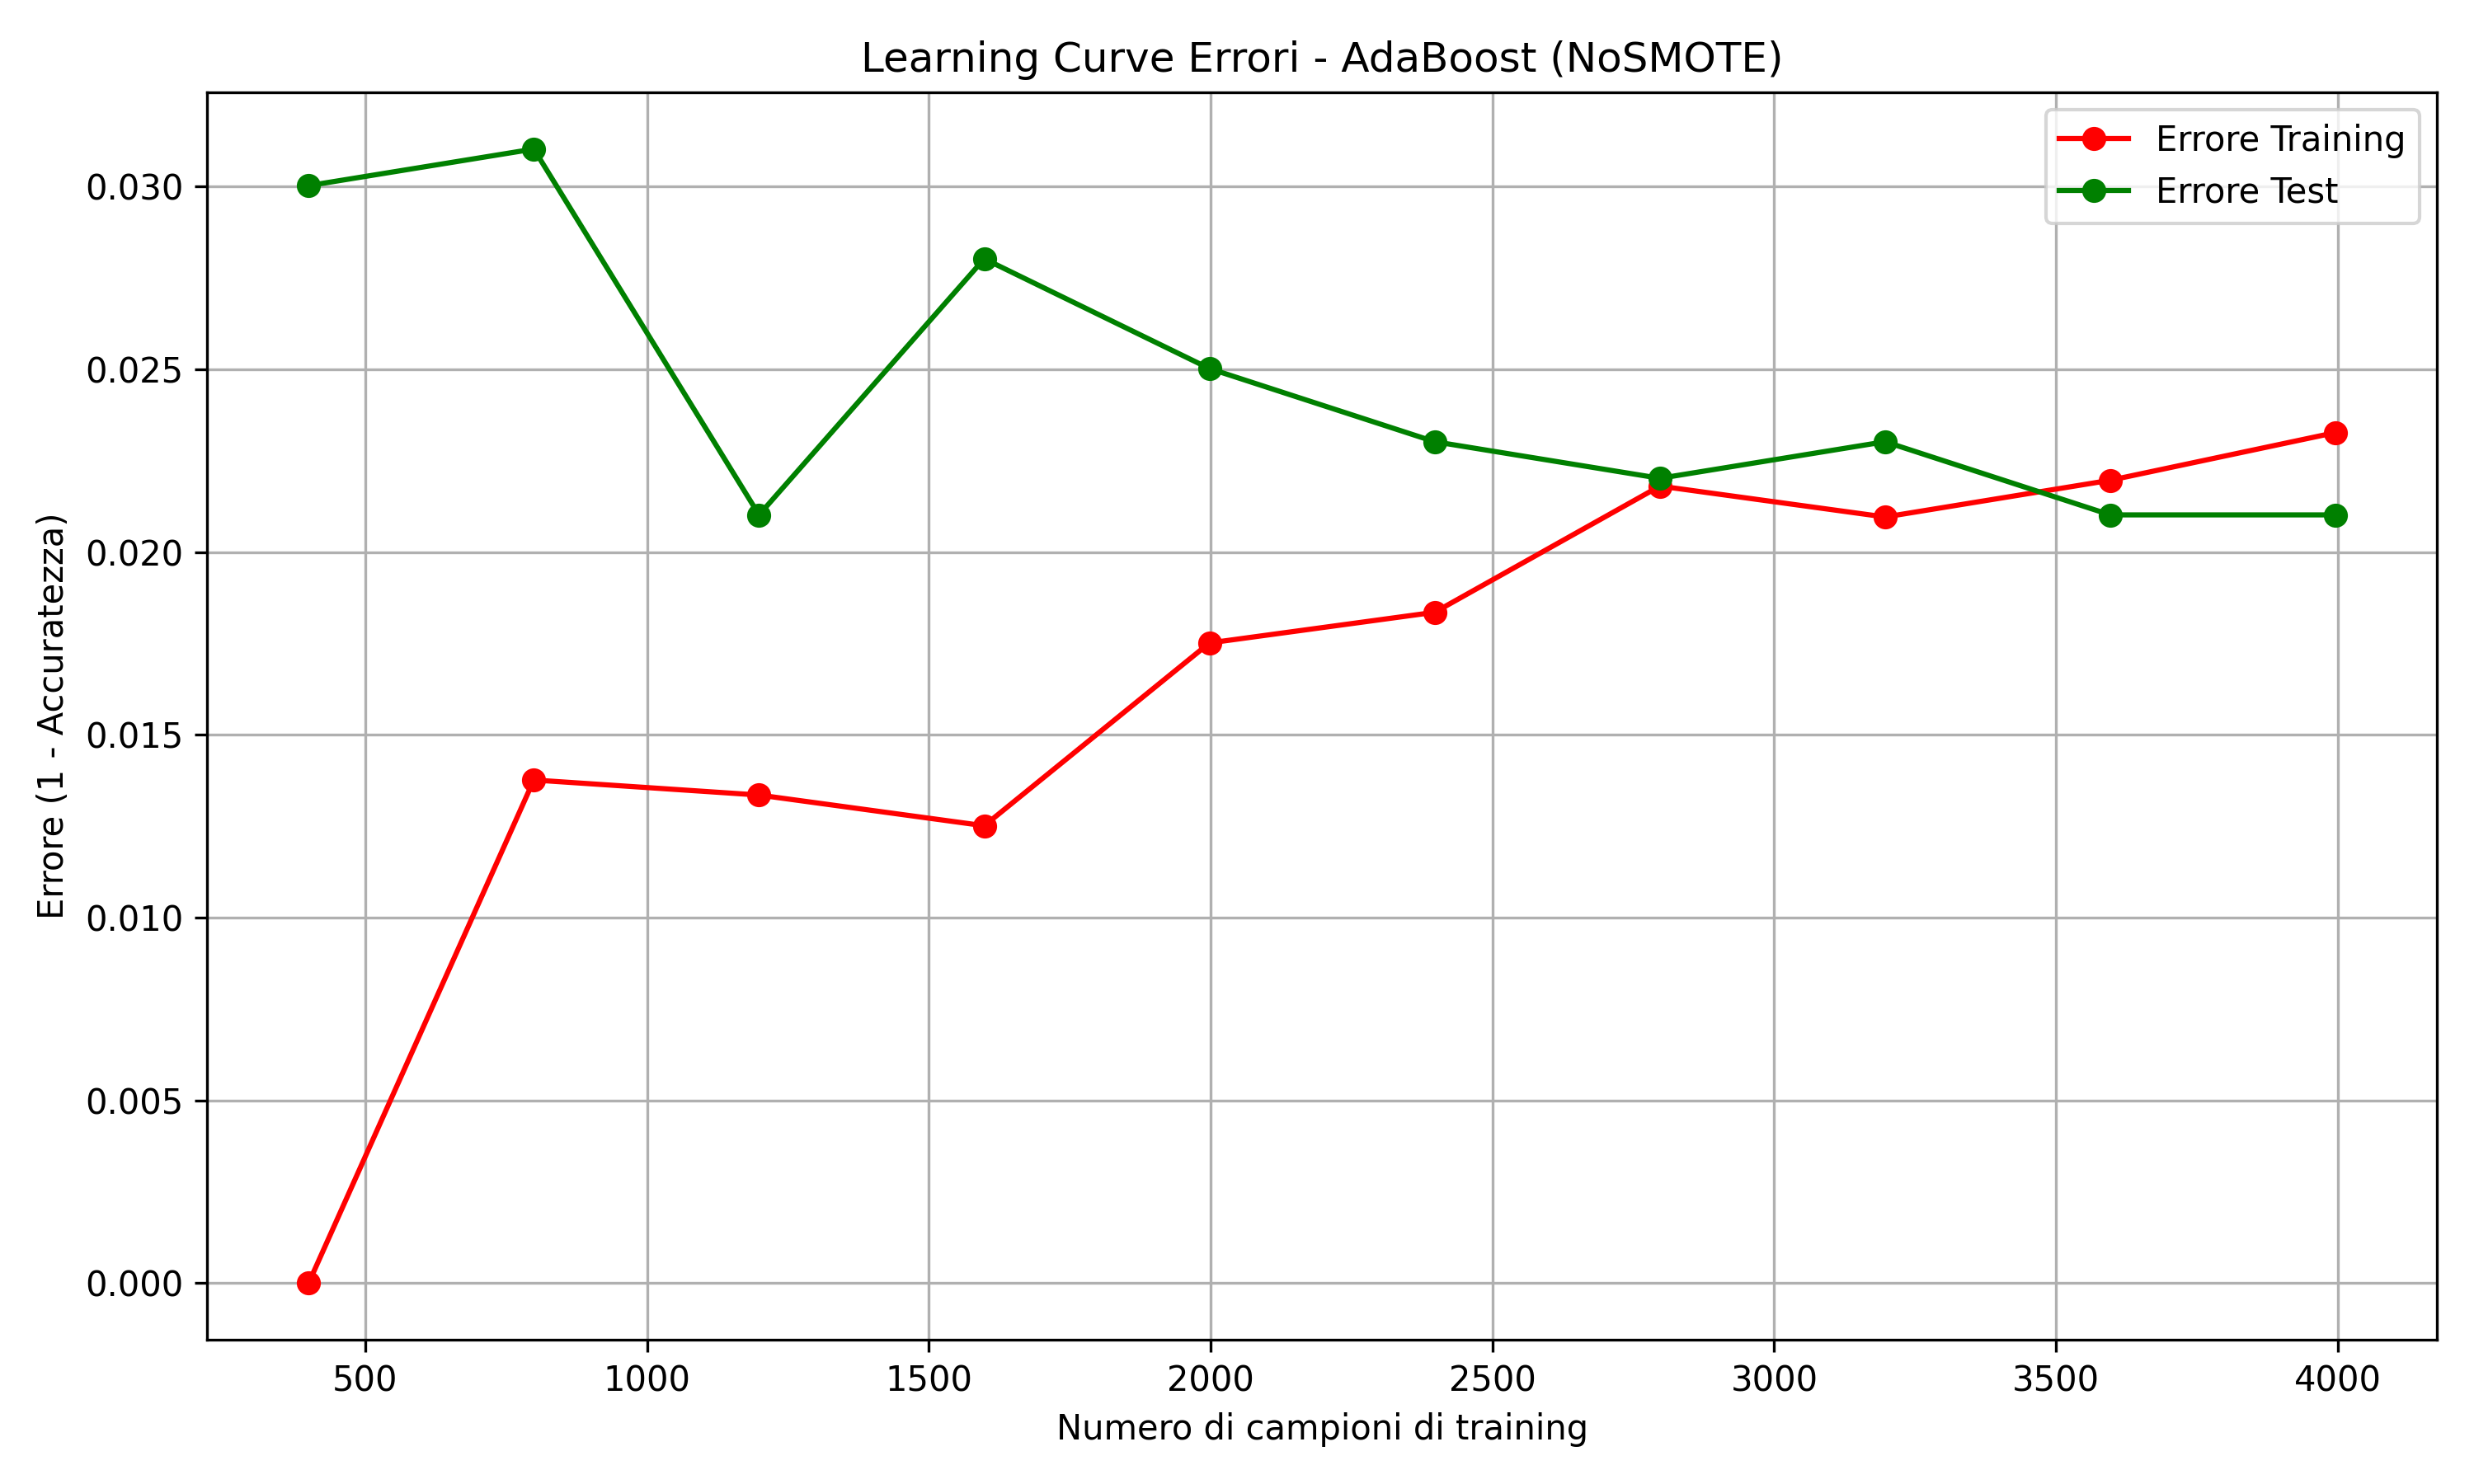 Learning Curve Errori - AdaBoost (NoSMOTE)
Errore Training
Errore Test
0.030
0.025
0.020
0.015
0.010
0.005
0.000
Errore (1 - Accuratezza)
500 1000 1500 2000 2500 3000 3500 4000
Numero di campioni di training